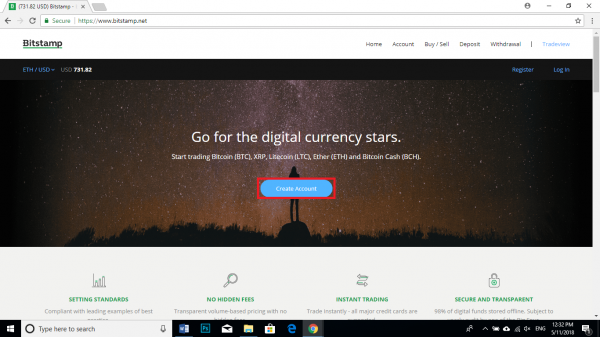 (731.82 USD) Bitstamp -
Secure | https://www.bitstamp.net
Bitstamp
Home Account Buy / Sell Deposit Withdrawal | Tradeview
ETH / USD USD 731.82 Register Log In
Go for the digital currency stars.
Start trading Bitcoin (BTC), XRP, Litecoin (LTC), Ether (ETH) and Bitcoin Cash (BCH).
Create Account
SETTING STANDARDS NO HIDDEN FEES INSTANT TRADING SECURE AND TRANSPARENT
Compliant with leading examples of best Transparent volume-based pricing with no Trade instantly - all major credit cards are 98% of digital funds stored offline. Subject to
Type here to search
ENG
12:32 PM
5/11/2018